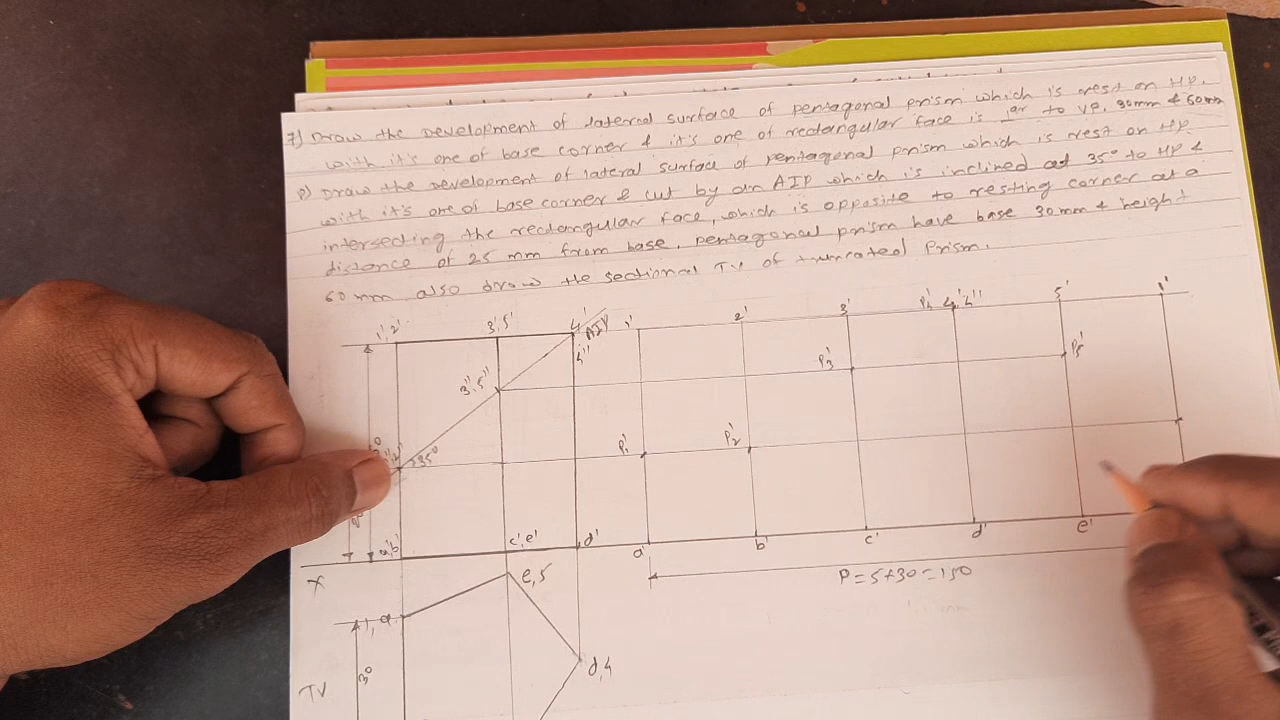 7) Draw the Development of lateral surface of pentagonal prism which is rest on HP.
with it's one of base corner & it's one of rectangular face is ⊥ar to VP. 30mm & 60mm
8) Draw the Development of lateral surface of pentagonal prism which is rest on HP
with it's one of base corner & cut by an AIP which is inclined at 35° to HP &
intersecting the rectangular face, which is opposite to resting corner at a
distance of 25 mm from base. pentagonal prism have base 30mm & height
60 mm also draw the sectional TV of truncated Prism.
1',2' 3',5' 4' AIP 1' 2' 3' P4' 4',4'' 5' 1'
4''
3'',5'' P3' P5'
35° P1' P2'
a'b' c',e' d' a' b' c' d' e'
X
e,5 P = 5+30 = 150
1,a
30 d,4
TV